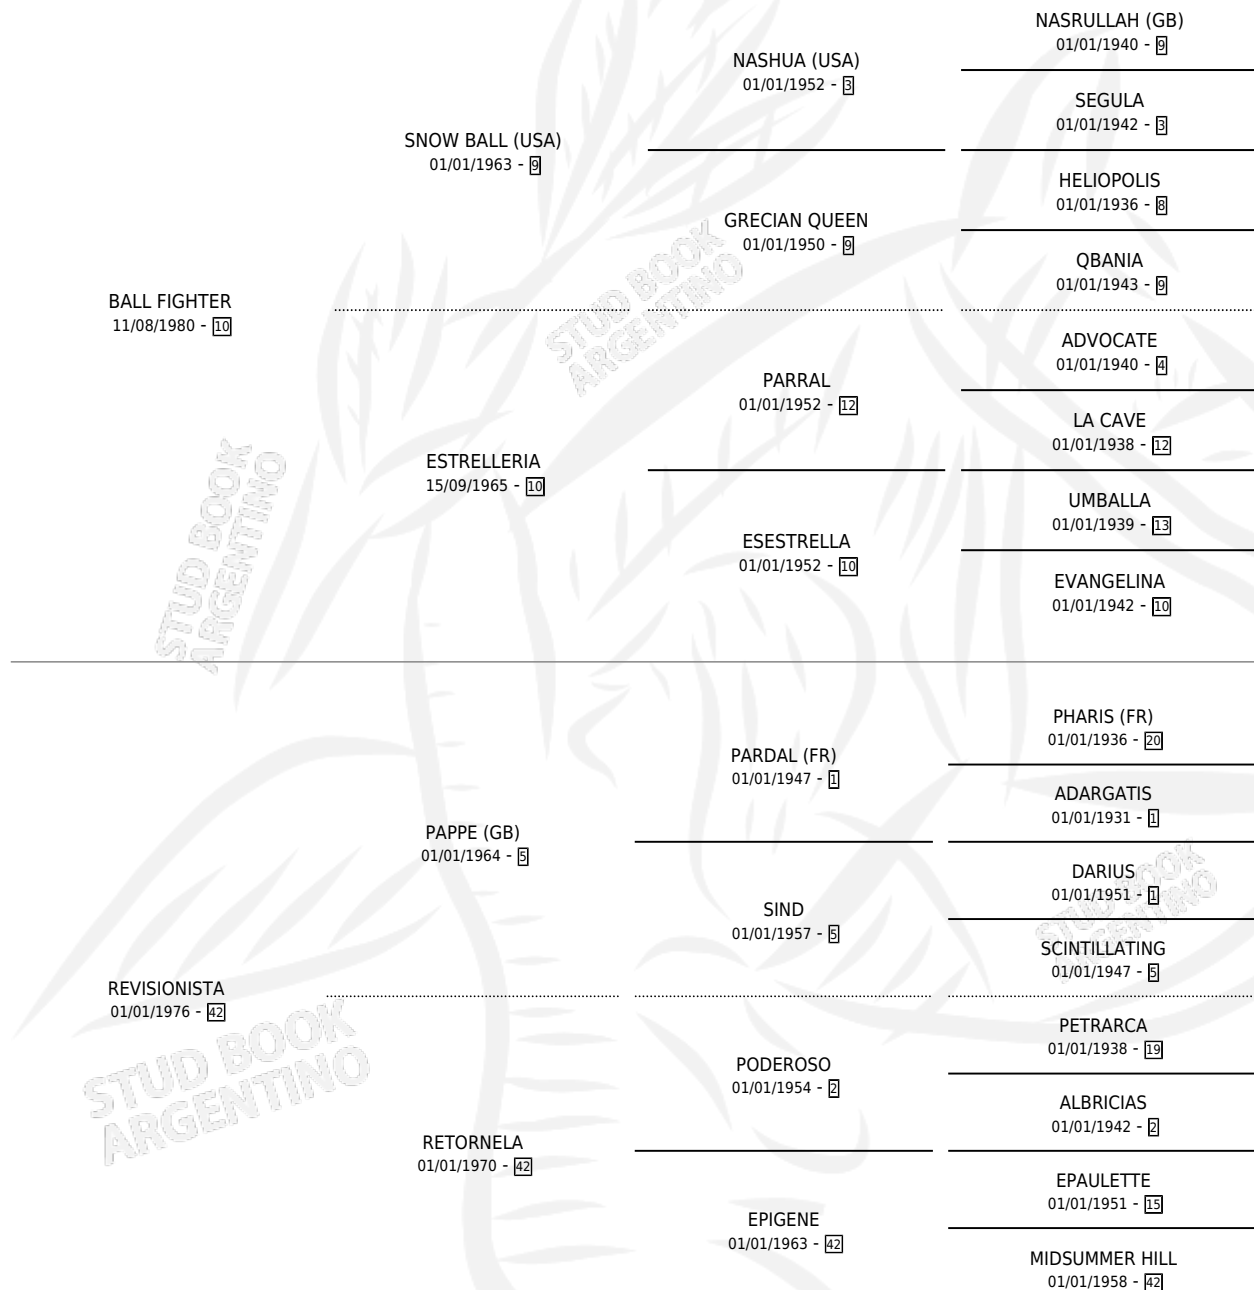 NASRULLAH (GB)
01/01/1940 - 9
NASHUA (USA)
01/01/1952 - 3
SEGULA
01/01/1942 - 3
SNOW BALL (USA)
01/01/1963 - 9
HELIOPOLIS
01/01/1936 - 8
GRECIAN QUEEN
01/01/1950 - 9
QBANIA
01/01/1943 - 9
BALL FIGHTER
11/08/1980 - 10
STUD BOOK
ARGENTINO
ADVOCATE
01/01/1940 - 4
PARRAL
01/01/1952 - 12
LA CAVE
01/01/1938 - 12
ESTRELLERIA
15/09/1965 - 10
UMBALLA
01/01/1939 - 13
ESESTRELLA
01/01/1952 - 10
EVANGELINA
01/01/1942 - 10
STUD BOOK
ARGENTINO
PHARIS (FR)
01/01/1936 - 20
PARDAL (FR)
01/01/1947 - 1
ADARGATIS
01/01/1931 - 1
PAPPE (GB)
01/01/1964 - 5
DARIUS
01/01/1951 - 1
SIND
01/01/1957 - 5
SCINTILLATING
01/01/1947 - 5
STUD BOOK
ARGENTINO
REVISIONISTA
01/01/1976 - 42
PETRARCA
01/01/1938 - 19
PODEROSO
01/01/1954 - 2
ALBRICIAS
01/01/1942 - 2
STUD BOOK
ARGENTINO
RETORNELA
01/01/1970 - 42
EPAULETTE
01/01/1951 - 15
EPIGENE
01/01/1963 - 42
MIDSUMMER HILL
01/01/1958 - 42